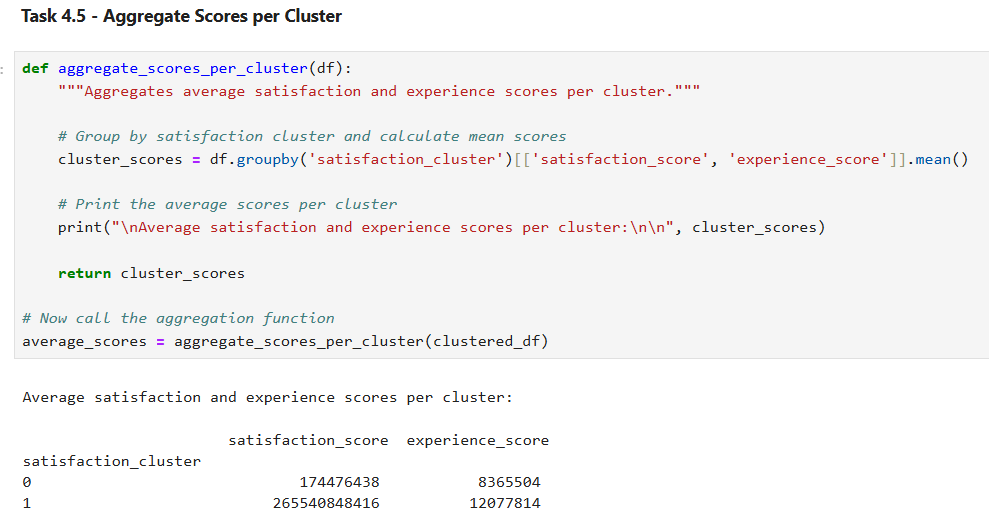 Task 4.5 - Aggregate Scores per Cluster
:
def aggregate_scores_per_cluster(df):
    """Aggregates average satisfaction and experience scores per cluster."""
    # Group by satisfaction cluster and calculate mean scores
    cluster_scores = df.groupby('satisfaction_cluster')[['satisfaction_score', 'experience_score']].mean()
    # Print the average scores per cluster
    print("\nAverage satisfaction and experience scores per cluster:\n\n", cluster_scores)
    return cluster_scores
# Now call the aggregation function
average_scores = aggregate_scores_per_cluster(clustered_df)
Average satisfaction and experience scores per cluster:
                       satisfaction_score  experience_score
satisfaction_cluster
0                              174476438           8365504
1                           265540848416          12077814